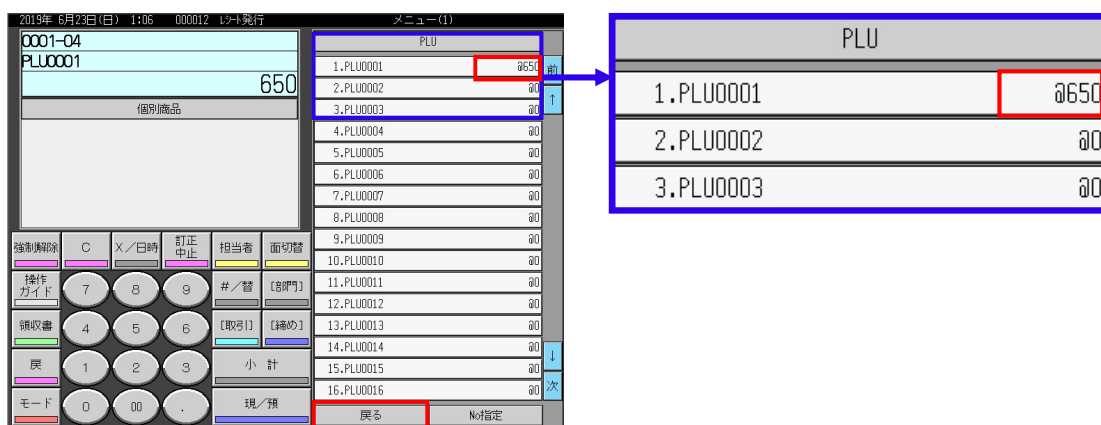 2019年 6月23日(日) 1:06 000012 レシート発行 メニュー(1)
0001-04
PLU0001
650
個別商品
強制解除 C X/日時 訂正中止 担当者 面切替
操作ガイド 7 8 9 #/替 [部門]
領収書 4 5 6 [取引] [締め]
戻 1 2 3 小計
モード 0 00 . 現/預
PLU
1.PLU0001 @650
2.PLU0002 @0
3.PLU0003 @0
4.PLU0004 @0
5.PLU0005 @0
6.PLU0006 @0
7.PLU0007 @0
8.PLU0008 @0
9.PLU0009 @0
10.PLU0010 @0
11.PLU0011 @0
12.PLU0012 @0
13.PLU0013 @0
14.PLU0014 @0
15.PLU0015 @0
16.PLU0016 @0
戻る No指定
前
↑
↓
次
PLU
1.PLU0001 @650
2.PLU0002 @0
3.PLU0003 @0